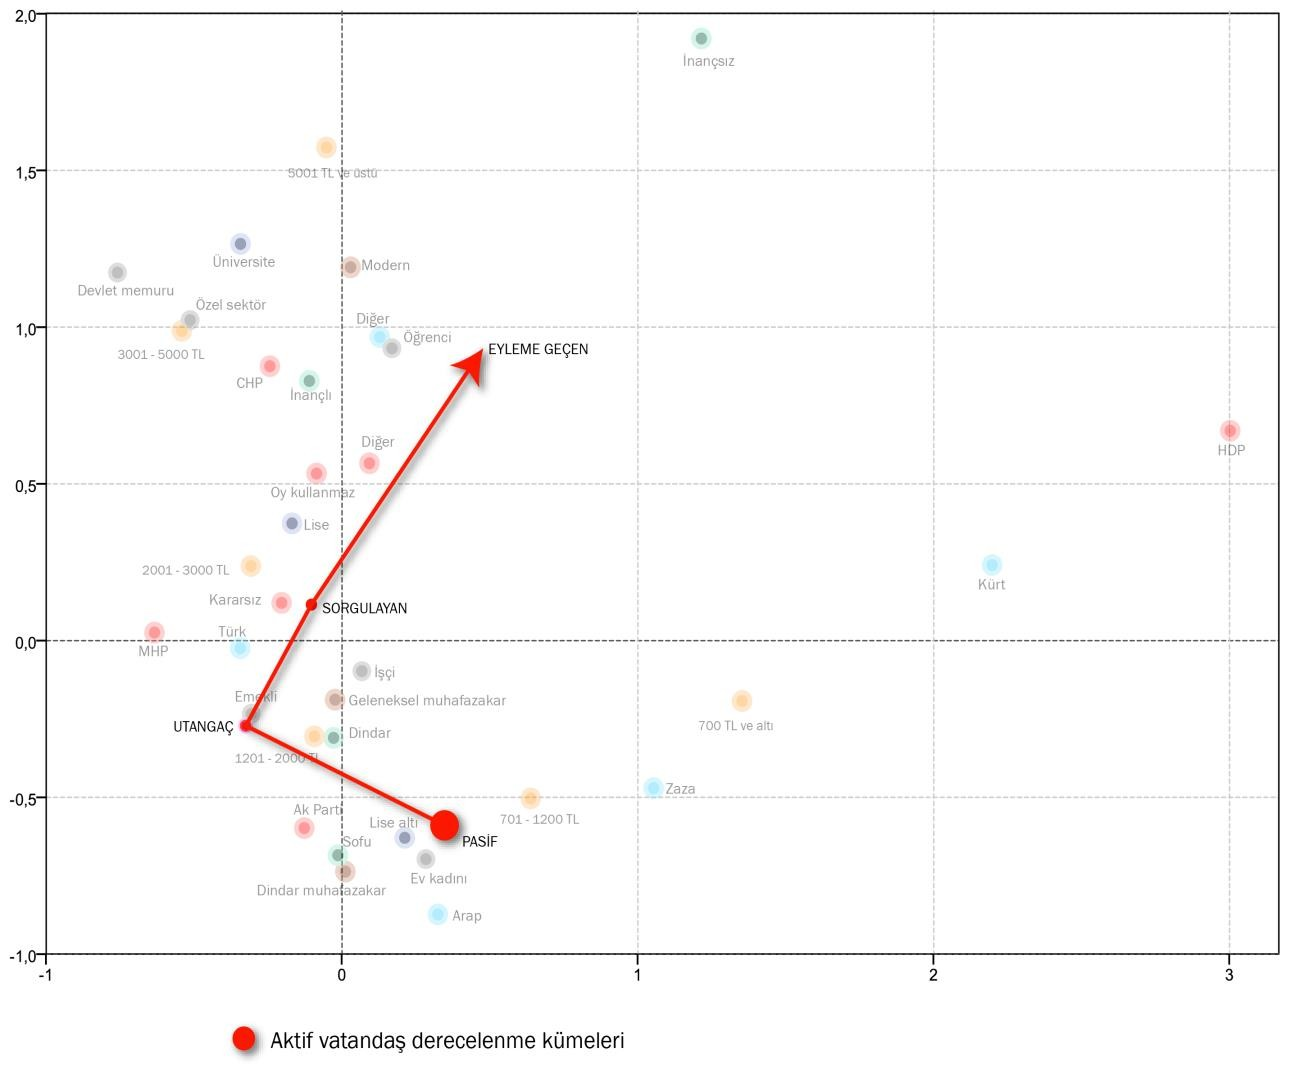 2,0
İnançsız
1,5
5001 TL ve üstü
Üniversite
Modern
Devlet memuru
Özel sektör
1,0
Diğer
Öğrenci
3001 - 5000 TL
EYLEME GEÇEN
CHP
İnançlı
Diğer
HDP
0,5
Oy kullanmaz
Lise
2001 - 3000 TL
Kürt
Kararsız
SORGULAYAN
Türk
0,0
MHP
İşçi
Emekli
Geleneksel muhafazakar
UTANGAÇ
700 TL ve altı
Dindar
1201 - 2000 TL
Zaza
-0,5
Ak Parti
701 - 1200 TL
Lise altı
Sofu
PASİF
Ev kadını
Dindar muhafazakar
Arap
-1,0
-1 0 1 2 3
Aktif vatandaş derecelenme kümeleri